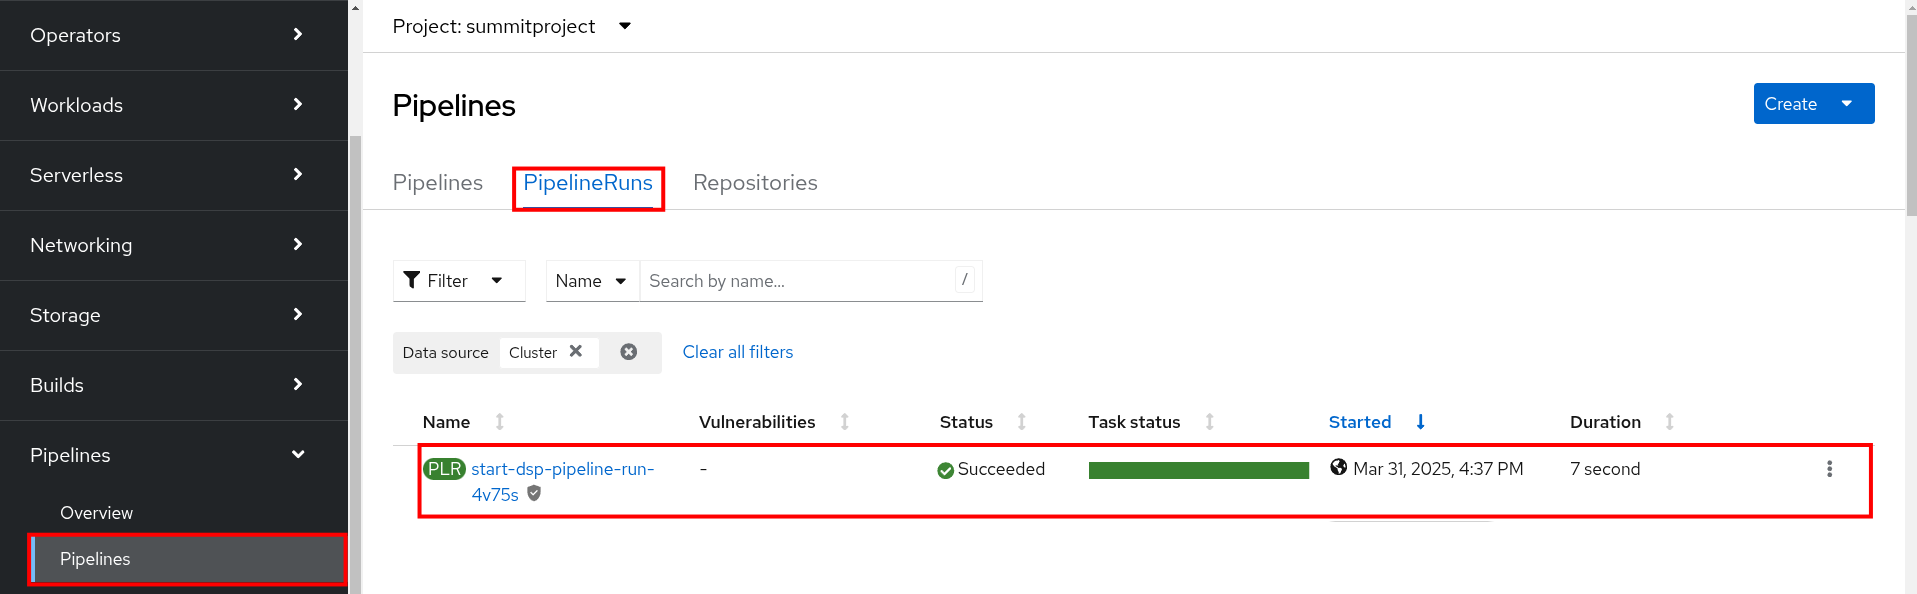 Operators
Workloads
Serverless
Networking
Storage
Builds
Pipelines
Overview
Pipelines
Project: summitproject
Pipelines
Create
Pipelines PipelineRuns Repositories
Filter Name Search by name... /
Data source Cluster Clear all filters
Name Vulnerabilities Status Task status Started Duration
PLR start-dsp-pipeline-run- - Succeeded Mar 31, 2025, 4:37 PM 7 second
4v75s